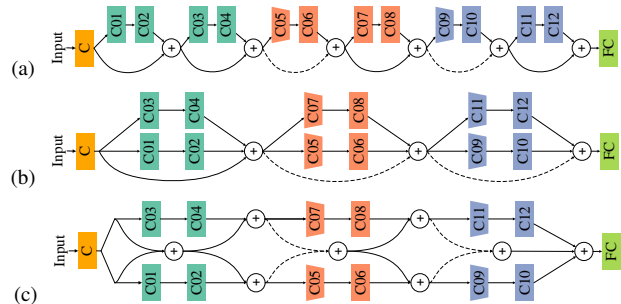 Input C C01 C02 + C03 C04 + C05 C06 + C07 C08 + C09 C10 + C11 C12 + FC
(a)
C03 C04 C07 C08 C11 C12
Input C C01 C02 + C05 C06 + C09 C10 + FC
(b)
C03 C04 + C07 C08 + C11 C12
Input C + + + + FC
C01 C02 + C05 C06 + C09 C10
(c)